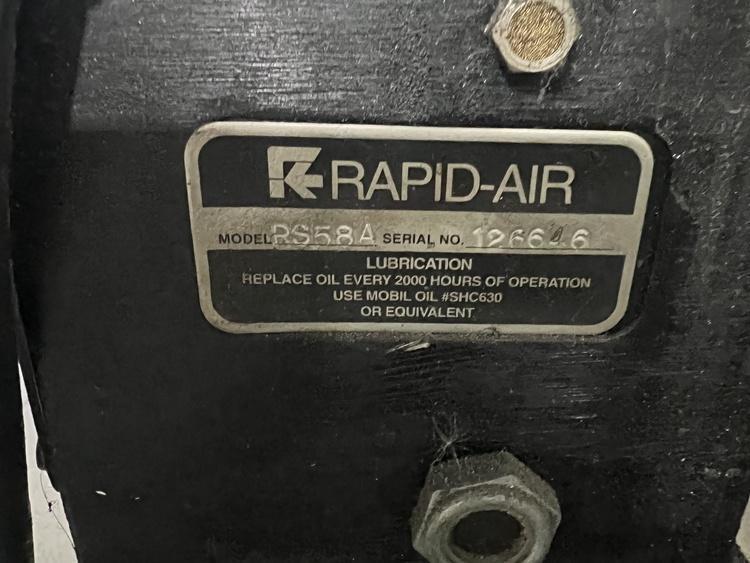 RAPID-AIR
MODEL RS58A SERIAL NO.
LUBRICATION
REPLACE OIL EVERY 2000 HOURS OF OPERATION
USE MOBIL OIL #SHC630
OR EQUIVALENT